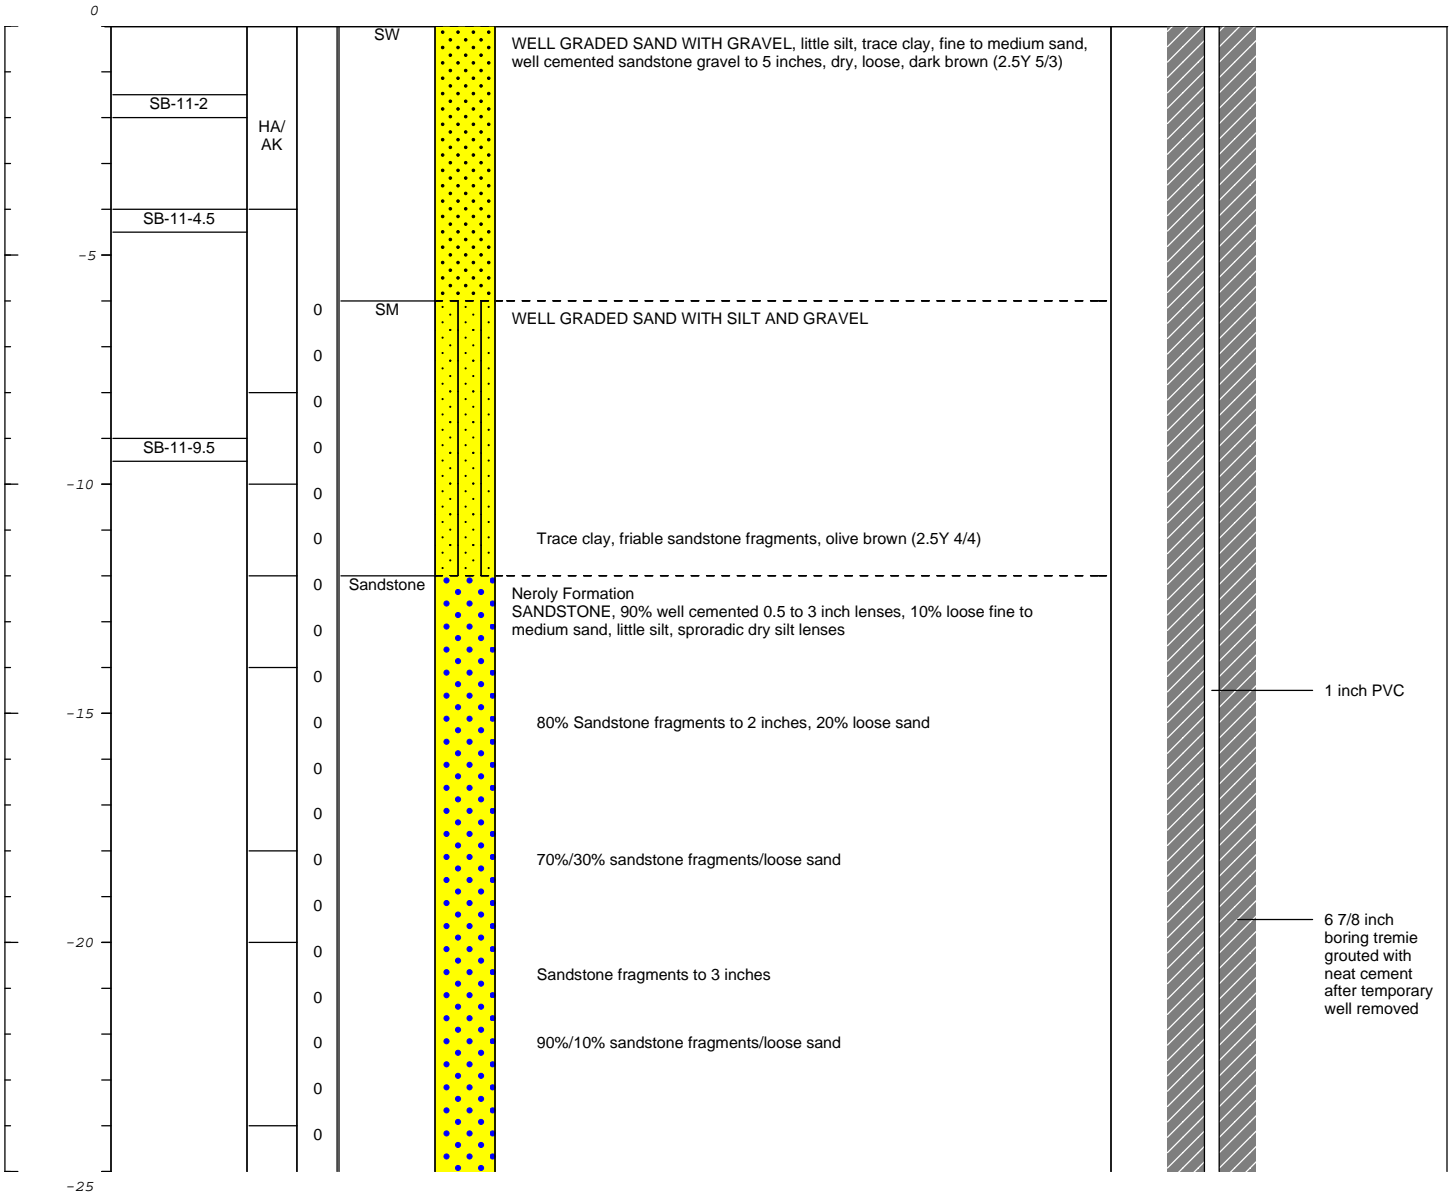 0
SW
WELL GRADED SAND WITH GRAVEL, little silt, trace clay, fine to medium sand,
well cemented sandstone gravel to 5 inches, dry, loose, dark brown (2.5Y 5/3)
SB-11-2
HA/
AK
SB-11-4.5
-5
0
SM
WELL GRADED SAND WITH SILT AND GRAVEL
0
0
SB-11-9.5
0
-10
0
0
Trace clay, friable sandstone fragments, olive brown (2.5Y 4/4)
0
Sandstone
Neroly Formation
SANDSTONE, 90% well cemented 0.5 to 3 inch lenses, 10% loose fine to
medium sand, little silt, sproradic dry silt lenses
0
0
1 inch PVC
-15
0
80% Sandstone fragments to 2 inches, 20% loose sand
0
0
0
70%/30% sandstone fragments/loose sand
0
6 7/8 inch
boring tremie
grouted with
neat cement
after temporary
well removed
-20
0
Sandstone fragments to 3 inches
0
0
90%/10% sandstone fragments/loose sand
0
0
-25